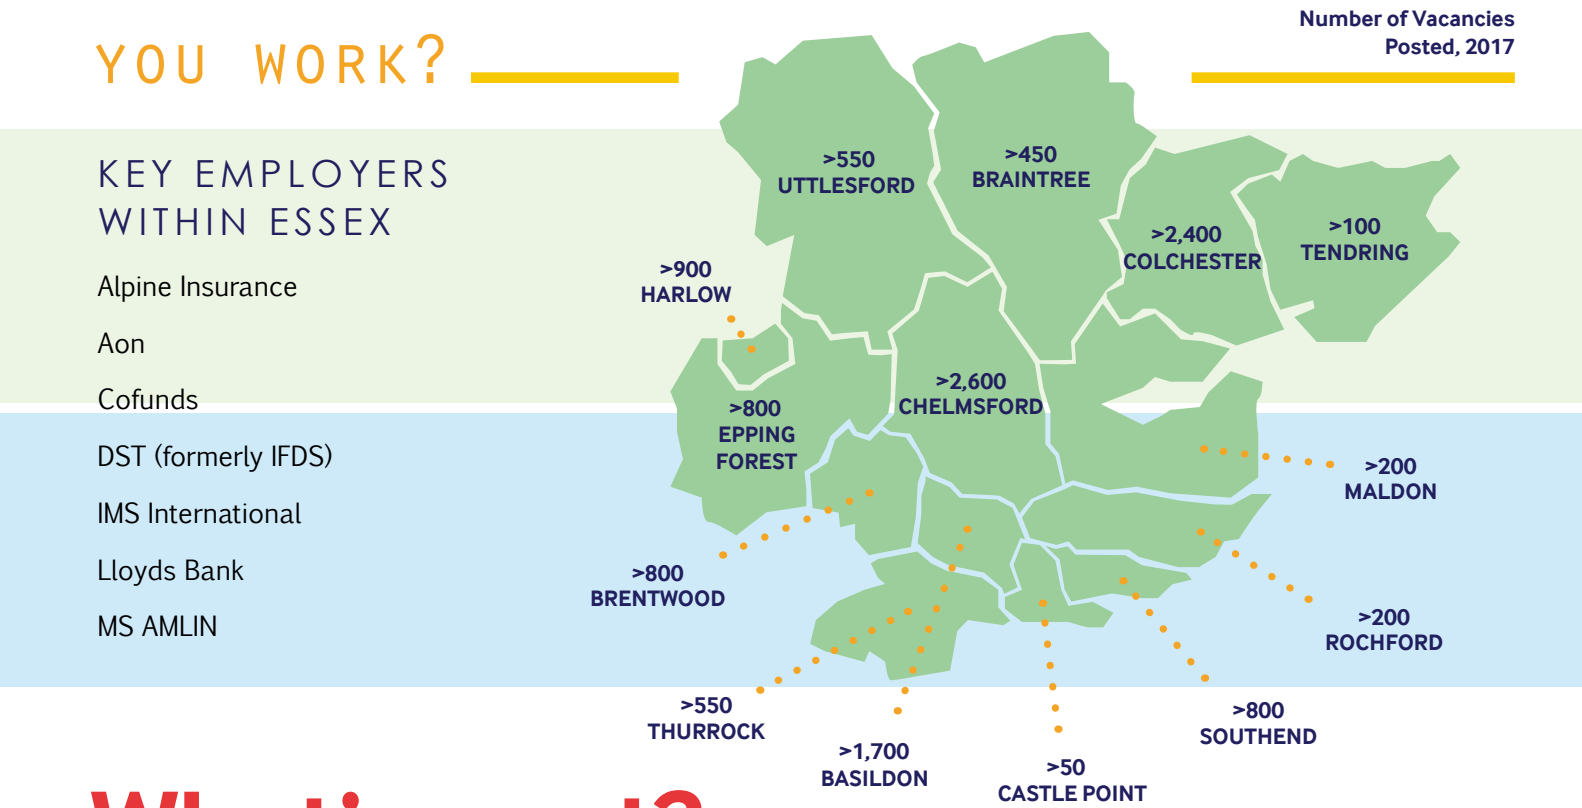 YOU WORK?
Number of Vacancies
Posted, 2017
KEY EMPLOYERS
WITHIN ESSEX
Alpine Insurance
Aon
Cofunds
DST (formerly IFDS)
IMS International
Lloyds Bank
MS AMLIN
>550
UTTLESFORD
>450
BRAINTREE
>2,400
COLCHESTER
>100
TENDRING
>900
HARLOW
>2,600
CHELMSFORD
>800
EPPING
FOREST
>200
MALDON
>800
BRENTWOOD
>200
ROCHFORD
>550
THURROCK
>1,700
BASILDON
>50
CASTLE POINT
>800
SOUTHEND